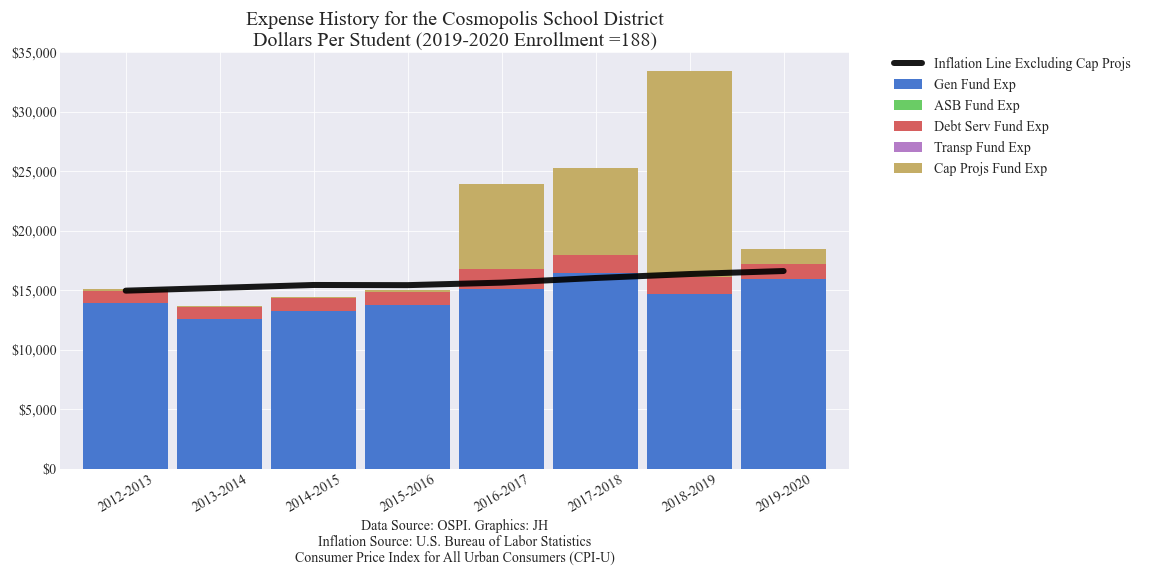 Expense History for the Cosmopolis School District
Dollars Per Student (2019-2020 Enrollment =188)
$35,000
$30,000
$25,000
$20,000
$15,000
$10,000
$5,000
$0
2012-2013
2013-2014
2014-2015
2015-2016
2016-2017
2017-2018
2018-2019
2019-2020
Inflation Line Excluding Cap Projs
Gen Fund Exp
ASB Fund Exp
Debt Serv Fund Exp
Transp Fund Exp
Cap Projs Fund Exp
Data Source: OSPI. Graphics: JH
Inflation Source: U.S. Bureau of Labor Statistics
Consumer Price Index for All Urban Consumers (CPI-U)